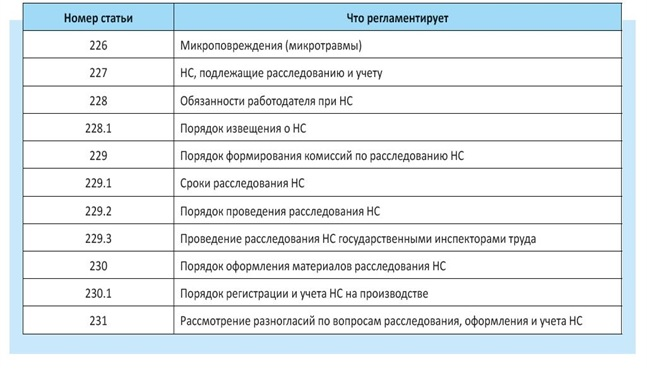 Номер статьи Что регламентирует
226 Микроповреждения (микротравмы)
227 НС, подлежащие расследованию и учету
228 Обязанности работодателя при НС
228.1 Порядок извещения о НС
229 Порядок формирования комиссий по расследованию НС
229.1 Сроки расследования НС
229.2 Порядок проведения расследования НС
229.3 Проведение расследования НС государственными инспекторами труда
230 Порядок оформления материалов расследования НС
230.1 Порядок регистрации и учета НС на производстве
231 Рассмотрение разногласий по вопросам расследования, оформления и учета НС